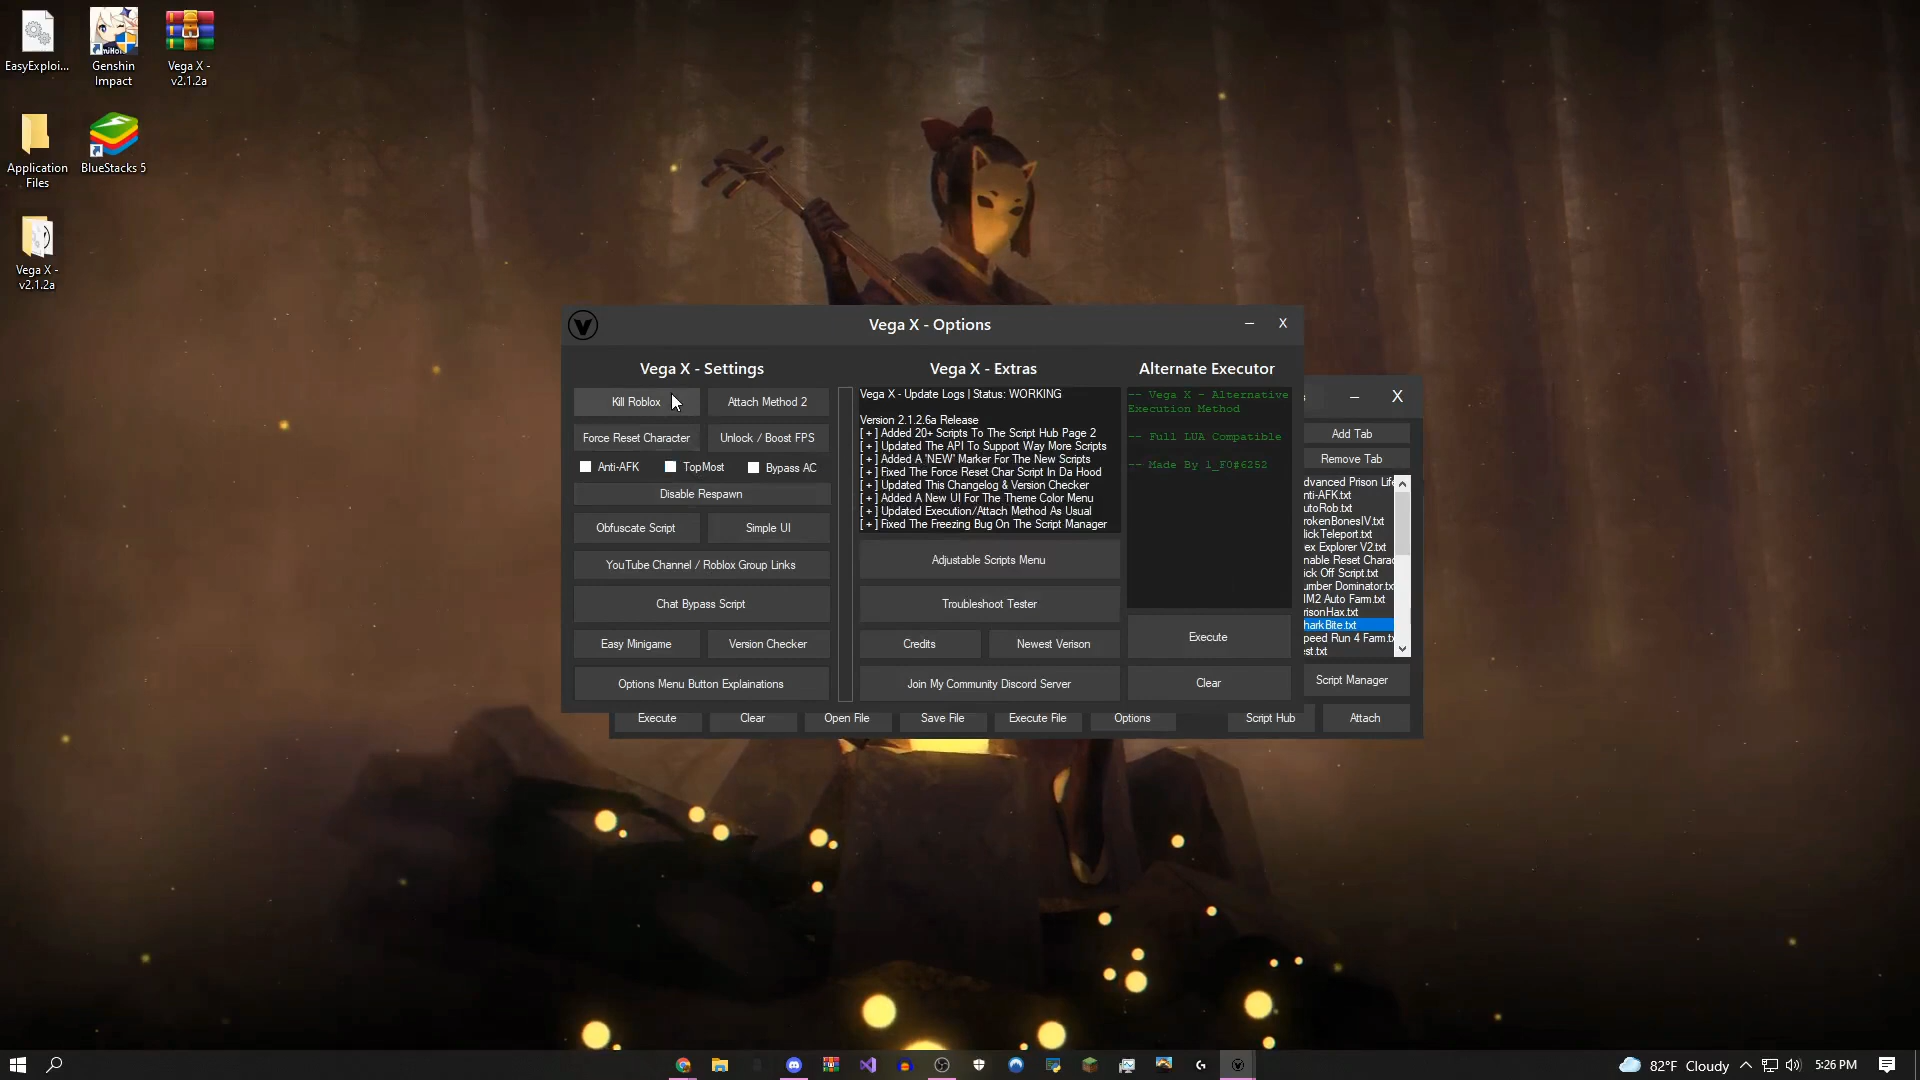 EasyExploi...
Genshin
Impact
Vega X -
v2.1.2a
Application
Files
BlueStacks 5
Vega X -
v2.1.2a
Vega X - Options
X
Vega X - Settings
Kill Roblox
Attach Method 2
Force Reset Character
Unlock / Boost FPS
Anti-AFK
TopMost
Bypass AC
Disable Respawn
Obfuscate Script
Simple UI
YouTube Channel / Roblox Group Links
Chat Bypass Script
Easy Minigame
Version Checker
Options Menu Button Explainations
Vega X - Extras
Vega X - Update Logs | Status: WORKING
Version 2.1.2.6a Release
[ + ] Added 20+ Scripts To The Script Hub Page 2
[ + ] Updated The API To Support Way More Scripts
[ + ] Added A 'NEW' Marker For The New Scripts
[ + ] Fixed The Force Reset Char Script In Da Hood
[ + ] Updated This Changelog & Version Checker
[ + ] Added A New UI For The Theme Color Menu
[ + ] Updated Execution/Attach Method As Usual
[ + ] Fixed The Freezing Bug On The Script Manager
Adjustable Scripts Menu
Troubleshoot Tester
Credits
Newest Verison
Join My Community Discord Server
Alternate Executor
-- Vega X - Alternative
Execution Method
-- Full LUA Compatible
-- Made By 1_F0#6252
Execute
Clear
X
Add Tab
Remove Tab
dvanced Prison Life
nti-AFK.txt
utoRob.txt
rokenBonesIV.txt
lickTeleport.txt
ex Explorer V2.txt
nable Reset Charac
ick Off Script.txt
umber Dominator.tx
M2 Auto Farm.txt
risonHax.txt
harkBite.txt
peed Run 4 Farm.tx
est.txt
Script Manager
Execute
Clear
Open File
Save File
Execute File
Options
Script Hub
Attach
82°F Cloudy
5:26 PM